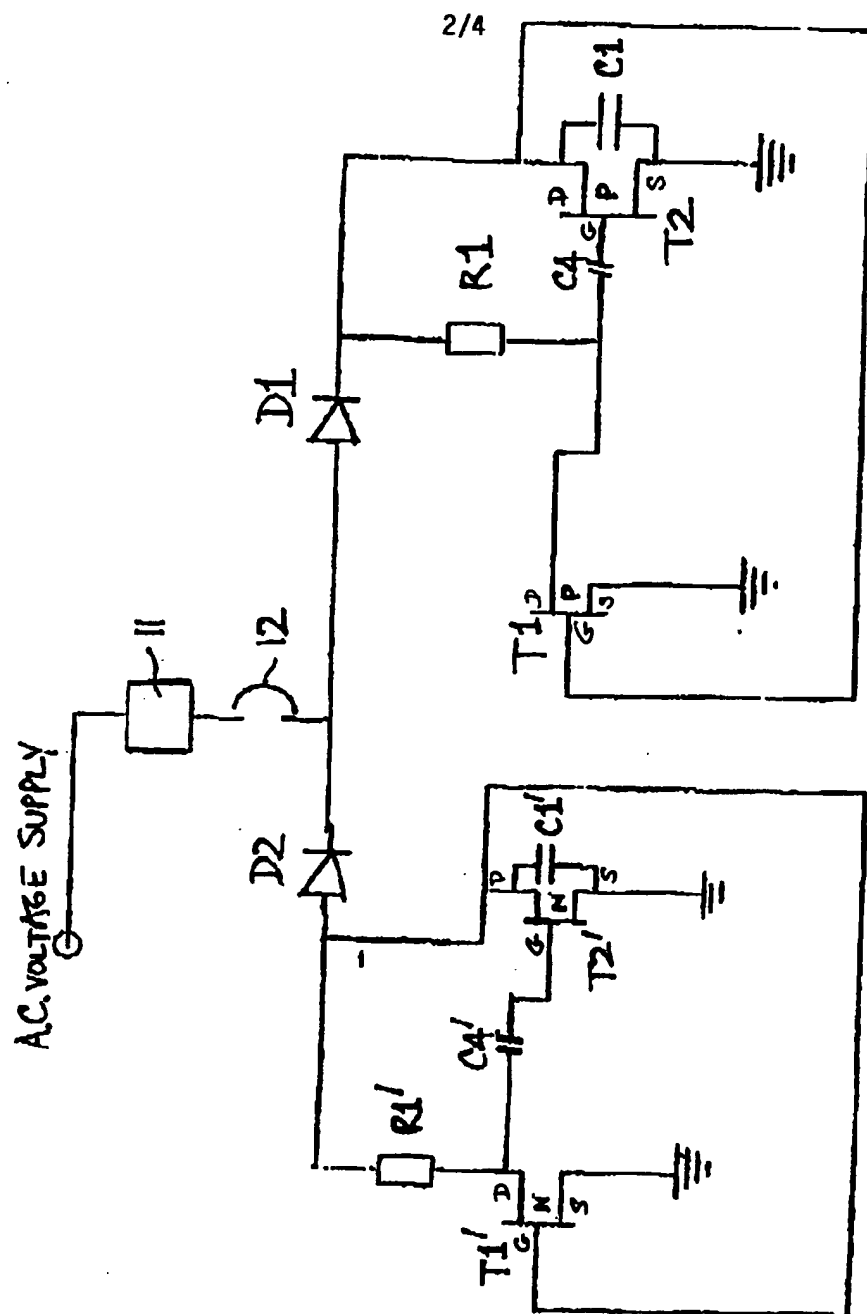 2/4
A.C. VOLTAGE SUPPLY
11
12
D2
D1
R1
C1
D
P
G
S
C4
T2
T1
D
P
G
S
R1'
C4'
C1'
D
N
G
S
T2'
T1'
D
N
G
S